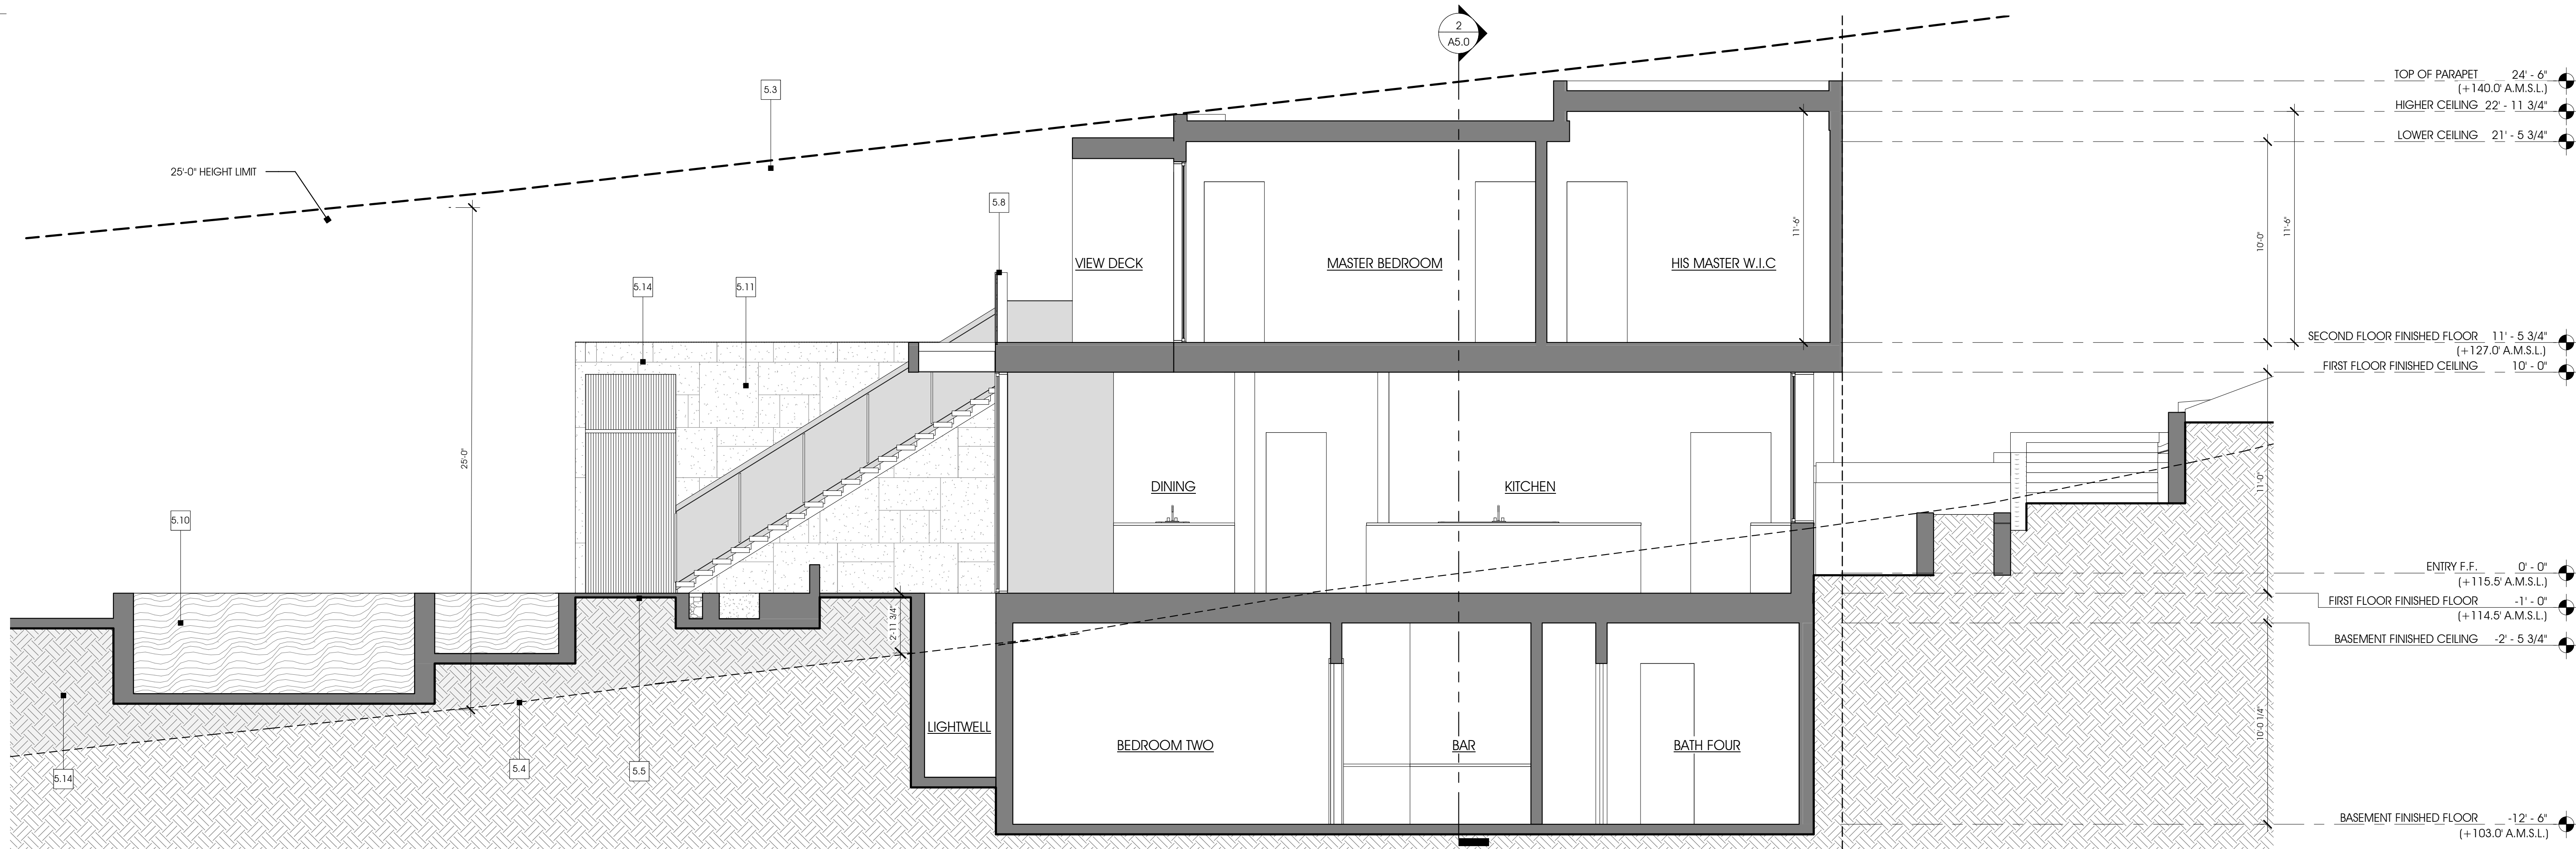 2
A5.0
5.3
25'-0" HEIGHT LIMIT
5.8
TOP OF PARAPET 24' - 6"
(+140.0' A.M.S.L.)
HIGHER CEILING 22' - 11 3/4"
LOWER CEILING 21' - 5 3/4"
11'-6"
10'-0"
11'-6"
VIEW DECK
MASTER BEDROOM
HIS MASTER W.I.C
5.14
5.11
SECOND FLOOR FINISHED FLOOR 11' - 5 3/4"
(+127.0' A.M.S.L.)
FIRST FLOOR FINISHED CEILING 10' - 0"
25'-0"
DINING
KITCHEN
11'-0"
5.10
ENTRY F.F. 0' - 0"
(+115.5' A.M.S.L.)
FIRST FLOOR FINISHED FLOOR -1' - 0"
(+114.5' A.M.S.L.)
2'-11 3/4"
BASEMENT FINISHED CEILING -2' - 5 3/4"
LIGHTWELL
BEDROOM TWO
BAR
BATH FOUR
10'-0 1/4"
5.14
5.4
5.5
BASEMENT FINISHED FLOOR -12' - 6"
(+103.0' A.M.S.L.)